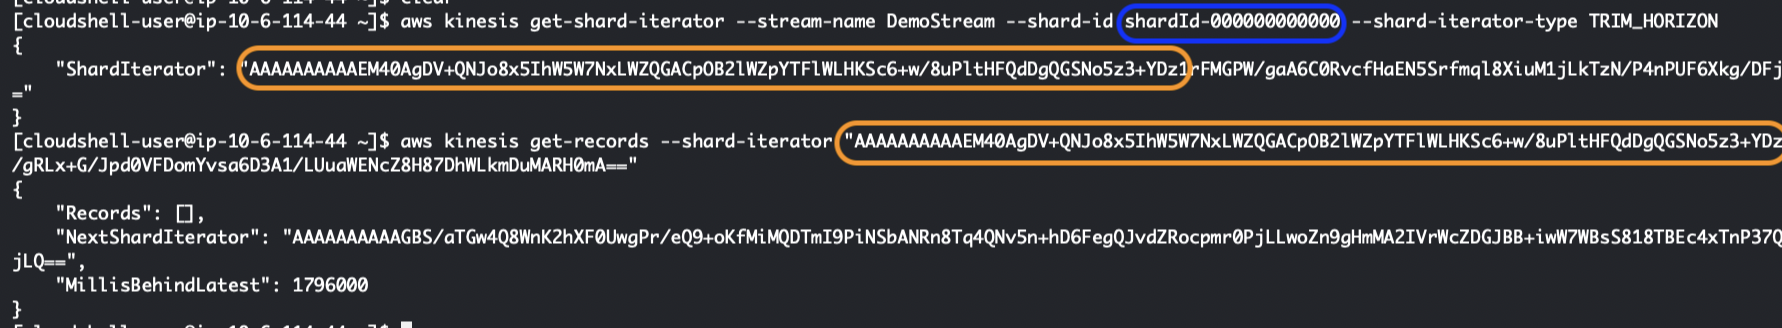 [cloudshell-user@ip-10-6-114-44 ~]$ aws kinesis get-shard-iterator --stream-name DemoStream --shard-id shardId-000000000000 --shard-iterator-type TRIM_HORIZON
{
"ShardIterator": "AAAAAAAAAAEM40AgDV+QNJo8x5IhW5W7NxLWZQGACpOB2lWZpYTFlWLHKSc6+w/8uPltHFQdDgQGSNo5z3+YDz1rFMGPW/gaA6C0RvcfHaEN5Srfmql8XiuM1jLkTzN/P4nPUF6Xkg/DFj
="
}
[cloudshell-user@ip-10-6-114-44 ~]$ aws kinesis get-records --shard-iterator "AAAAAAAAAAEM40AgDV+QNJo8x5IhW5W7NxLWZQGACpOB2lWZpYTFlWLHKSc6+w/8uPltHFQdDgQGSNo5z3+YDz
/gRLx+G/Jpd0VFDomYvsa6D3A1/LUuaWENcZ8H87DhWLkmDuMARH0mA=="
{
"Records": [],
"NextShardIterator": "AAAAAAAAAAGBS/aTGw4Q8WnK2hXF0UwgPr/eQ9+oKfMiMQDTmI9PiNSbANRn8Tq4QNv5n+hD6FegQJvdZRocpmr0PjLLwoZn9gHmMA2IVrWcZDGJBB+iwW7WBsS818TBEc4xTnP37Q
jLQ==",
"MillisBehindLatest": 1796000
}